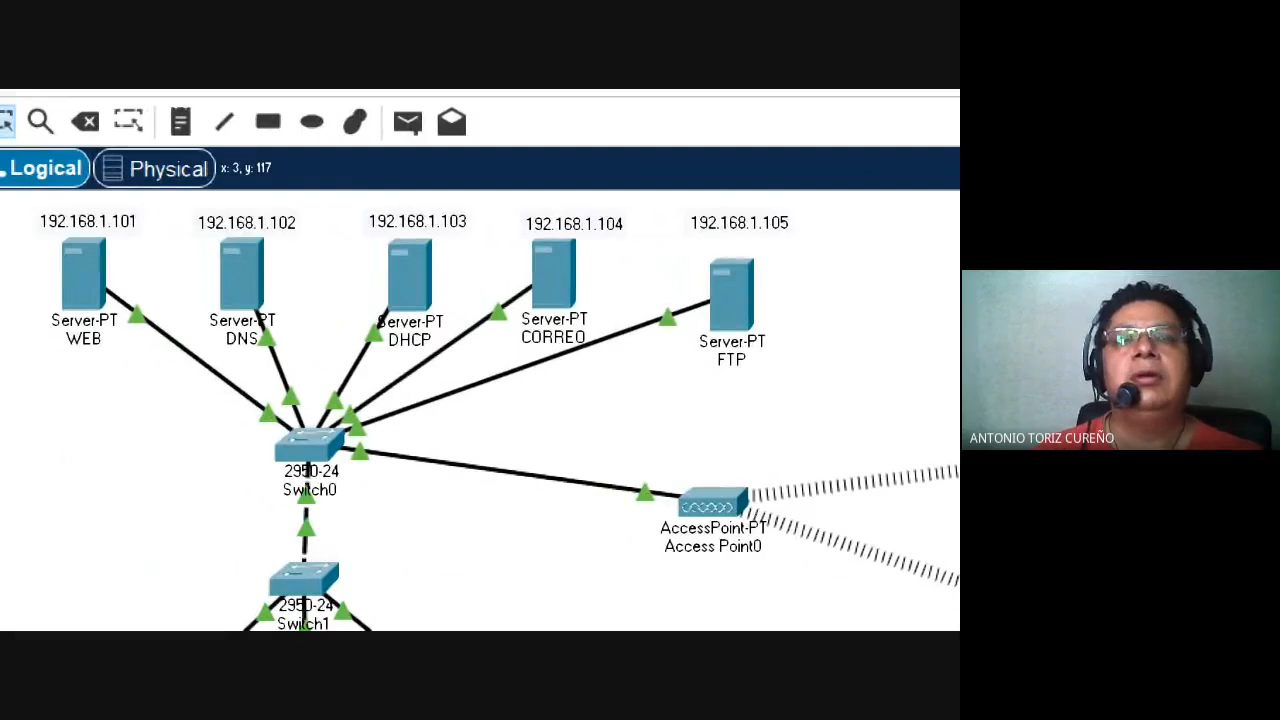 Logical
Physical
x: 3, y: 117
192.168.1.101
192.168.1.102
192.168.1.103
192.168.1.104
192.168.1.105
Server-PT
WEB
Server-PT
DNS
Server-PT
DHCP
Server-PT
CORREO
Server-PT
FTP
2950-24
Switch0
AccessPoint-PT
Access Point0
2950-24
Switch1
ANTONIO TORIZ CUREÑO